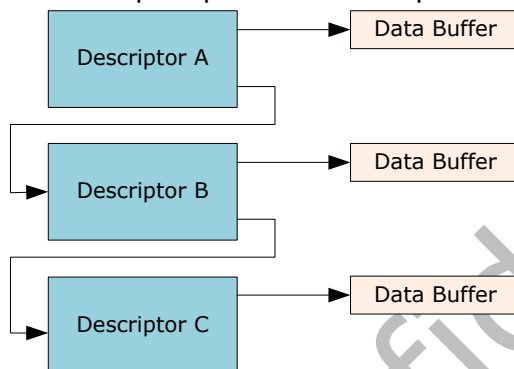 Descriptor A
Data Buffer
Descriptor B
Data Buffer
Descriptor C
Data Buffer